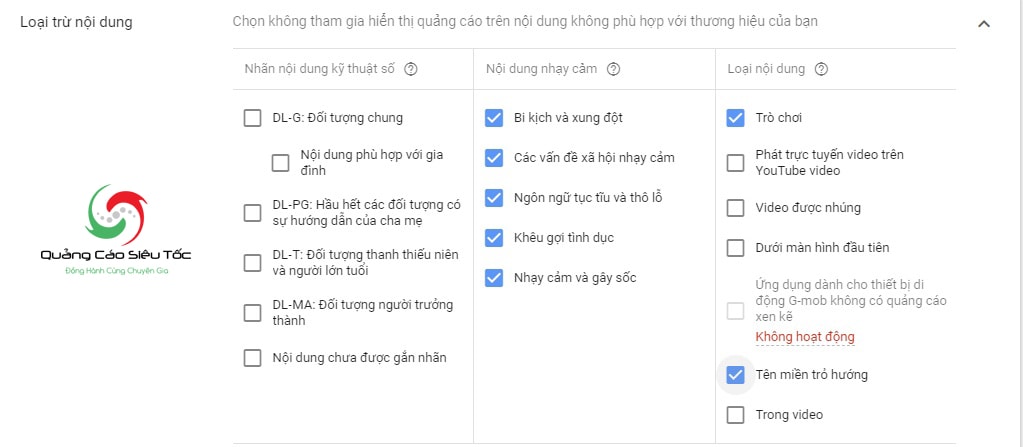 Loại trừ nội dung
Chọn không tham gia hiển thị quảng cáo trên nội dung không phù hợp với thương hiệu của bạn
Nhãn nội dung kỹ thuật số
DL-G: Đối tượng chung
Nội dung phù hợp với gia
đình
DL-PG: Hầu hết các đối tượng có
sự hướng dẫn của cha mẹ
DL-T: Đối tượng thanh thiếu niên
và người lớn tuổi
DL-MA: Đối tượng người trưởng
thành
Nội dung chưa được gắn nhãn
Nội dung nhạy cảm
Bi kịch và xung đột
Các vấn đề xã hội nhạy cảm
Ngôn ngữ tục tĩu và thô lỗ
Khêu gợi tình dục
Nhạy cảm và gây sốc
Loại nội dung
Trò chơi
Phát trực tuyến video trên
YouTube video
Video được nhúng
Dưới màn hình đầu tiên
Ứng dụng dành cho thiết bị di
động G-mob không có quảng cáo
xen kẽ
Không hoạt động
Tên miền trỏ hướng
Trong video
Quảng Cáo Siêu Tốc
Đồng Hành Cùng Chuyên Gia